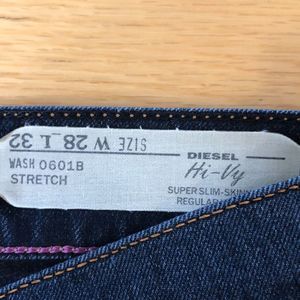 SIZE W 28 L 32
WASH 0601B
STRETCH
DIESEL
Hi-Vy
SUPER SLIM-SKINNY
REGULAR